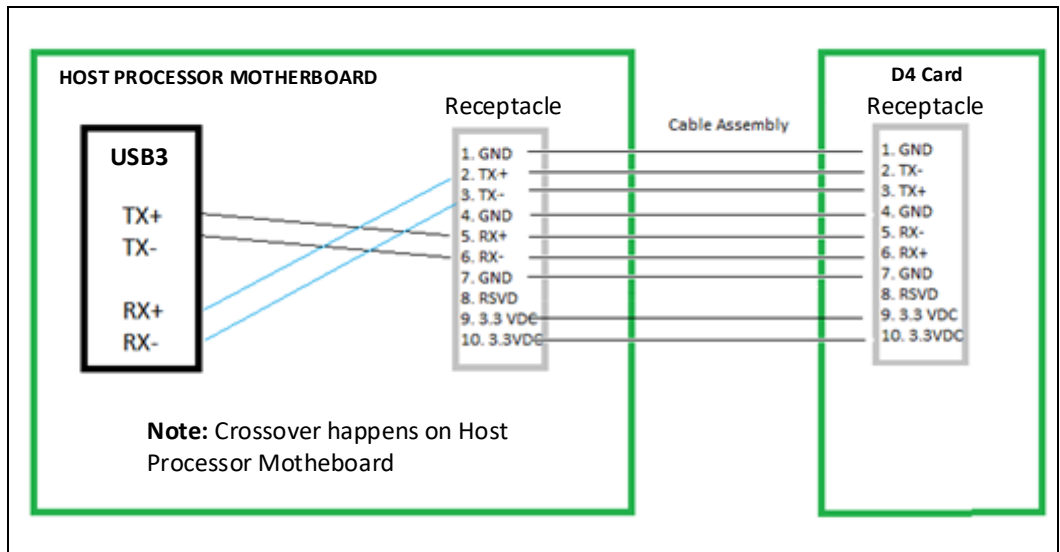 HOST PROCESSOR MOTHERBOARD
USB3
TX+
TX-
RX+
RX-
Receptacle
1. GND
2. TX+
3. TX-
4. GND
5. RX+
6. RX-
7. GND
8. RSVD
9. 3.3 VDC
10. 3.3VDC
Note: Crossover happens on Host
Processor Motheboard
Cable Assembly
D4 Card
Receptacle
1. GND
2. TX-
3. TX+
4. GND
5. RX-
6. RX+
7. GND
8. RSVD
9. 3.3 VDC
10. 3.3VDC